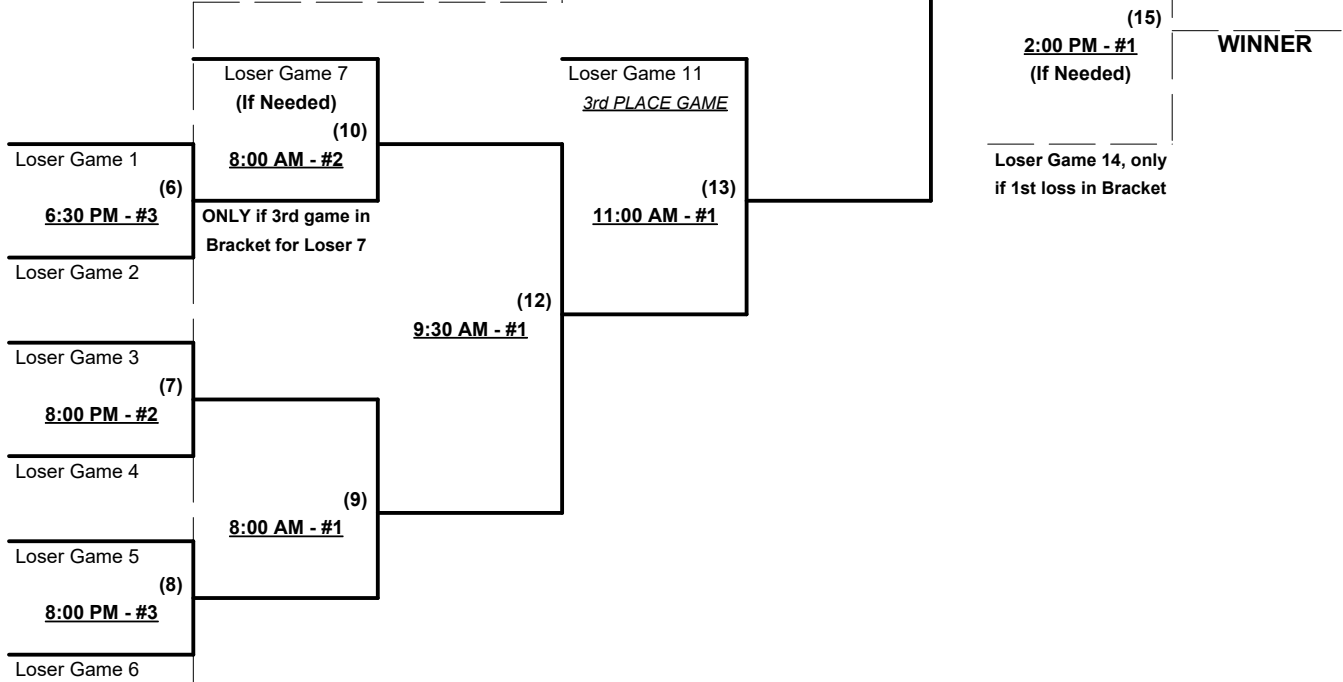 (15)
2:00 PM - #1
WINNER
(If Needed)
Loser Game 7
(If Needed)
(10)
8:00 AM - #2
Loser Game 11
3rd PLACE GAME
Loser Game 1
(6)
6:30 PM - #3
ONLY if 3rd game in
Bracket for Loser 7
Loser Game 2
(13)
11:00 AM - #1
Loser Game 14, only
if 1st loss in Bracket
(12)
9:30 AM - #1
Loser Game 3
(7)
8:00 PM - #2
Loser Game 4
(9)
8:00 AM - #1
Loser Game 5
(8)
8:00 PM - #3
Loser Game 6